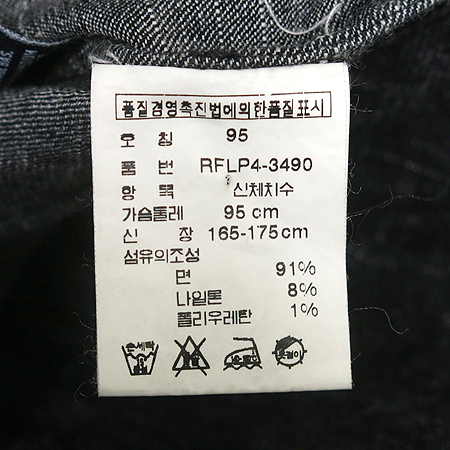 품질경영촉진법에의한품질표시
호 칭 95
품 번 RFLP4-3490
항 목 신체치수
가슴둘레 95 cm
신 장 165-175cm
섬유의조성
면 91%
나일론 8%
폴리우레탄 1%
손세탁